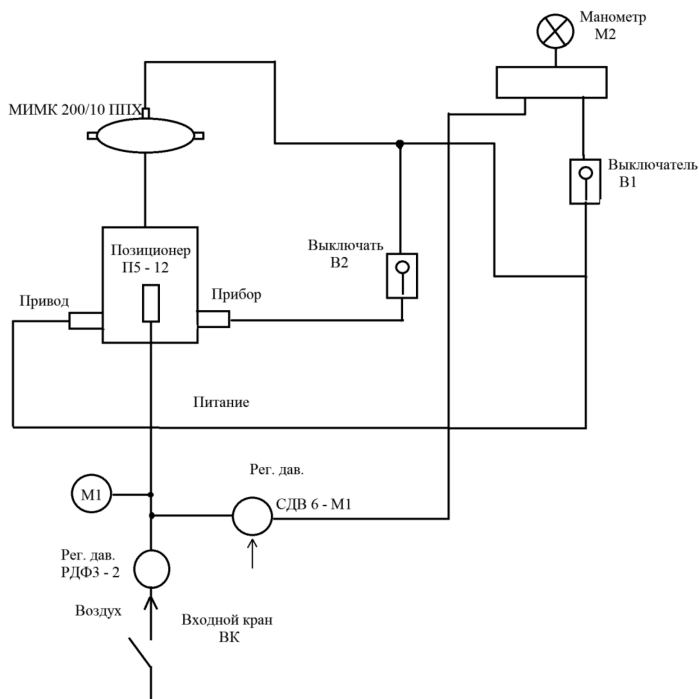 Манометр
М2
МИМК 200/10 ППХ
Выключатель
В1
Позиционер
П5 - 12
Выключать
В2
Привод
Прибор
Питание
Рег. дав.
М1
СДВ 6 - М1
Рег. дав.
РДФ3 - 2
Воздух
Входной кран
ВК